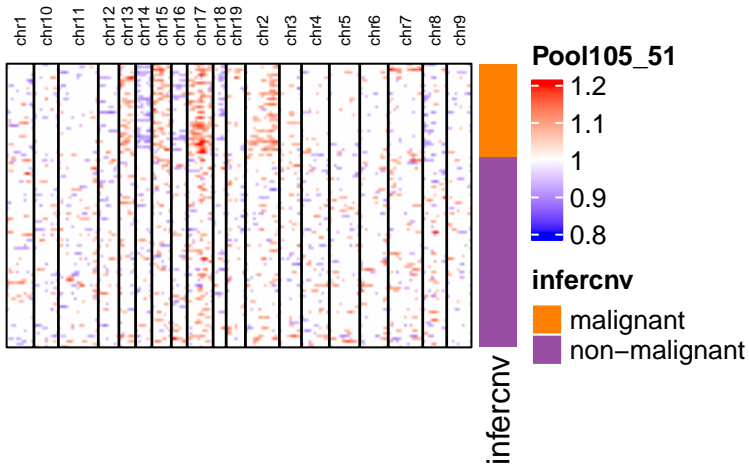 chr1 chr10 chr11 chr12 chr13 chr14 chr15 chr16 chr17 chr18 chr19 chr2 chr3 chr4 chr5 chr6 chr7 chr8 chr9
Pool105_51
1.2
1.1
1
0.9
0.8
infercnv
malignant
non−malignant
infercnv